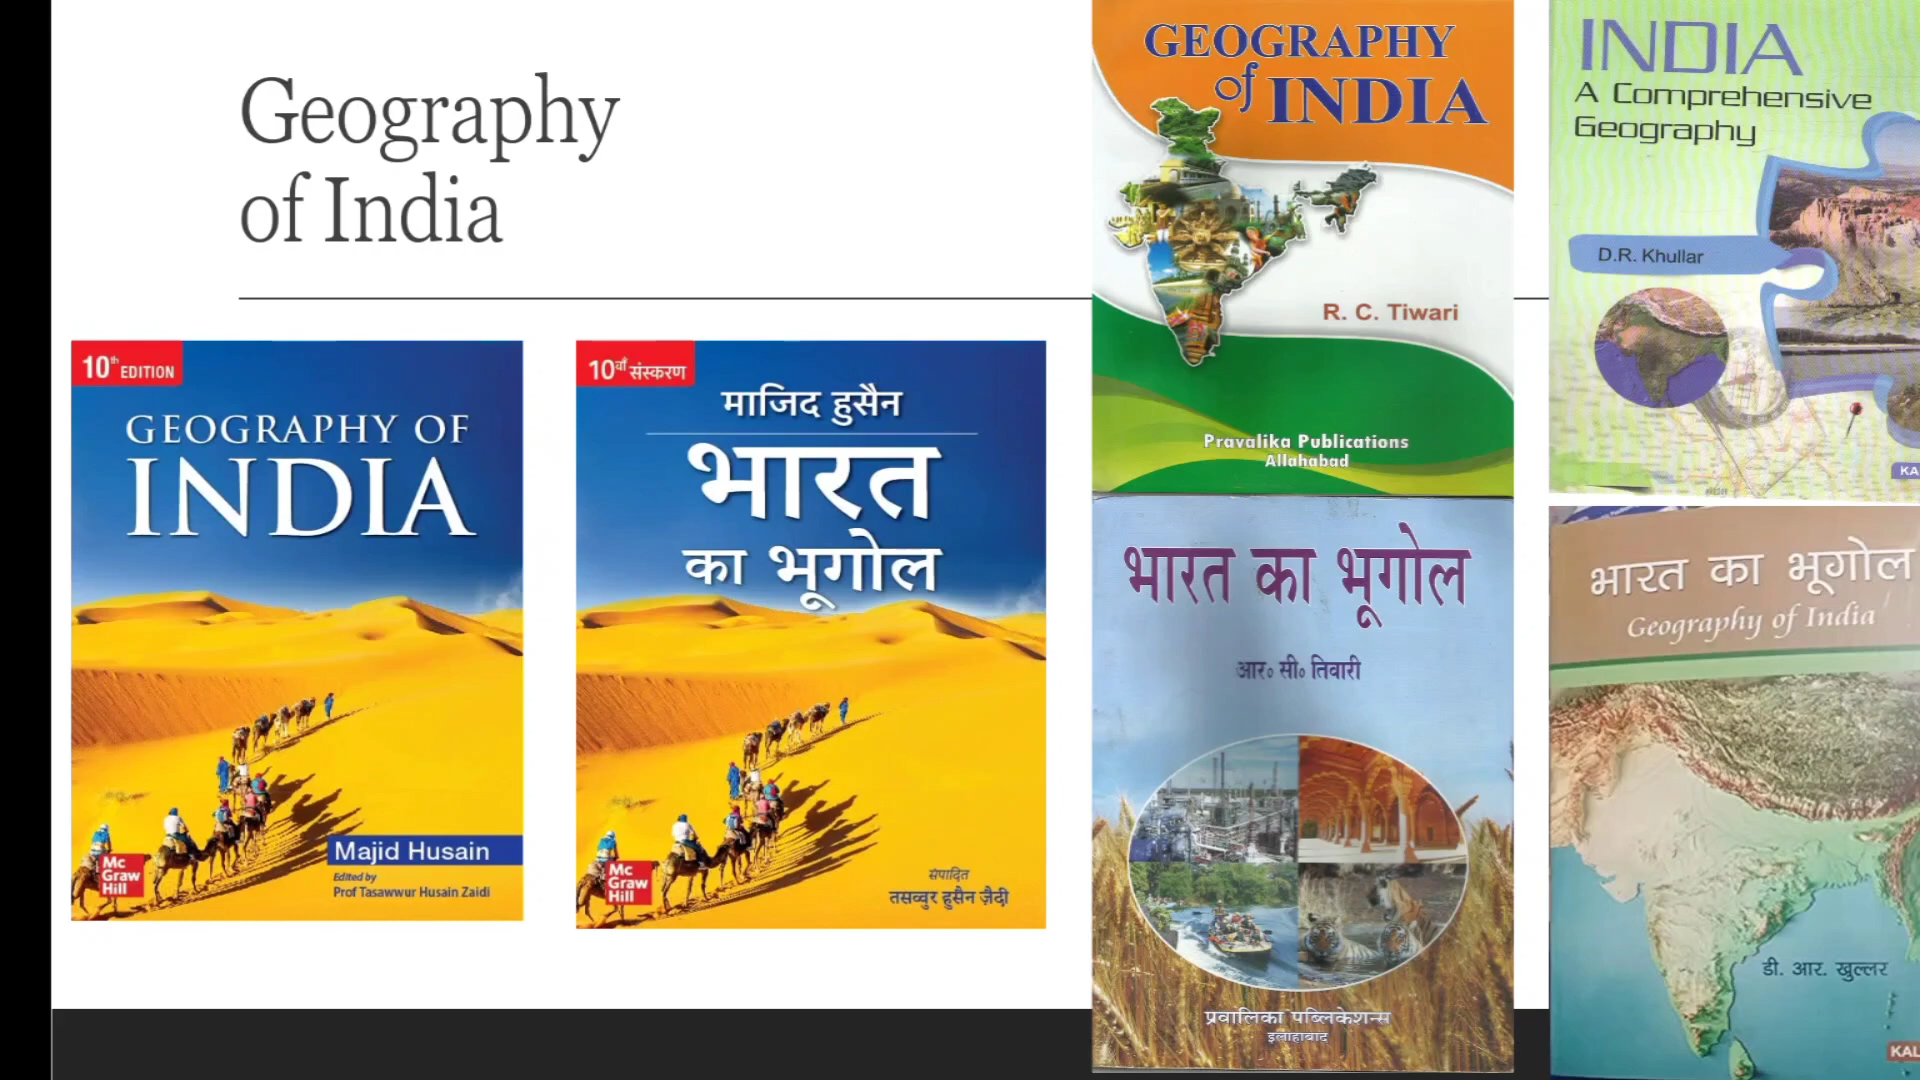 Geography
of India
10th EDITION
GEOGRAPHY OF
INDIA
Majid Husain
Edited by
Prof Tasawwur Husain Zaidi
Mc
Graw
Hill
10वाँ संस्करण
माजिद हुसैन
भारत
का भूगोल
संपादित
तसव्वुर हुसैन ज़ैदी
Mc
Graw
Hill
GEOGRAPHY
of INDIA
R. C. Tiwari
Pravalika Publications
Allahabad
भारत का भूगोल
आर० सी० तिवारी
प्रवालिका पब्लिकेशन्स
इलाहाबाद
INDIA
A Comprehensive
Geography
D.R. Khullar
KA
भारत का भूगोल
Geography of India
डी. आर. खुल्लर
KAL